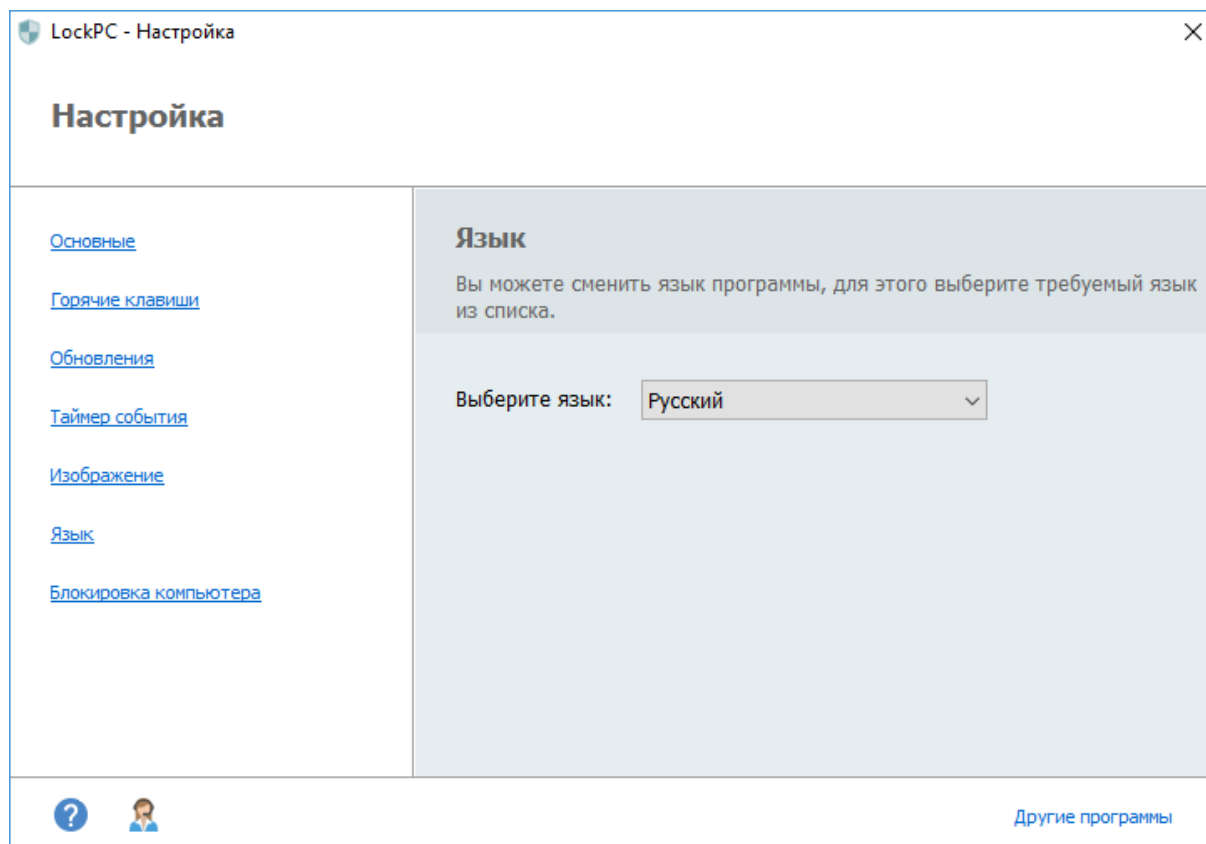 LockPC - Настройка
Настройка
Основные
Горячие клавиши
Обновления
Таймер события
Изображение
Язык
Блокировка компьютера
Язык
Вы можете сменить язык программы, для этого выберите требуемый язык
из списка.
Выберите язык: Русский
?
Другие программы